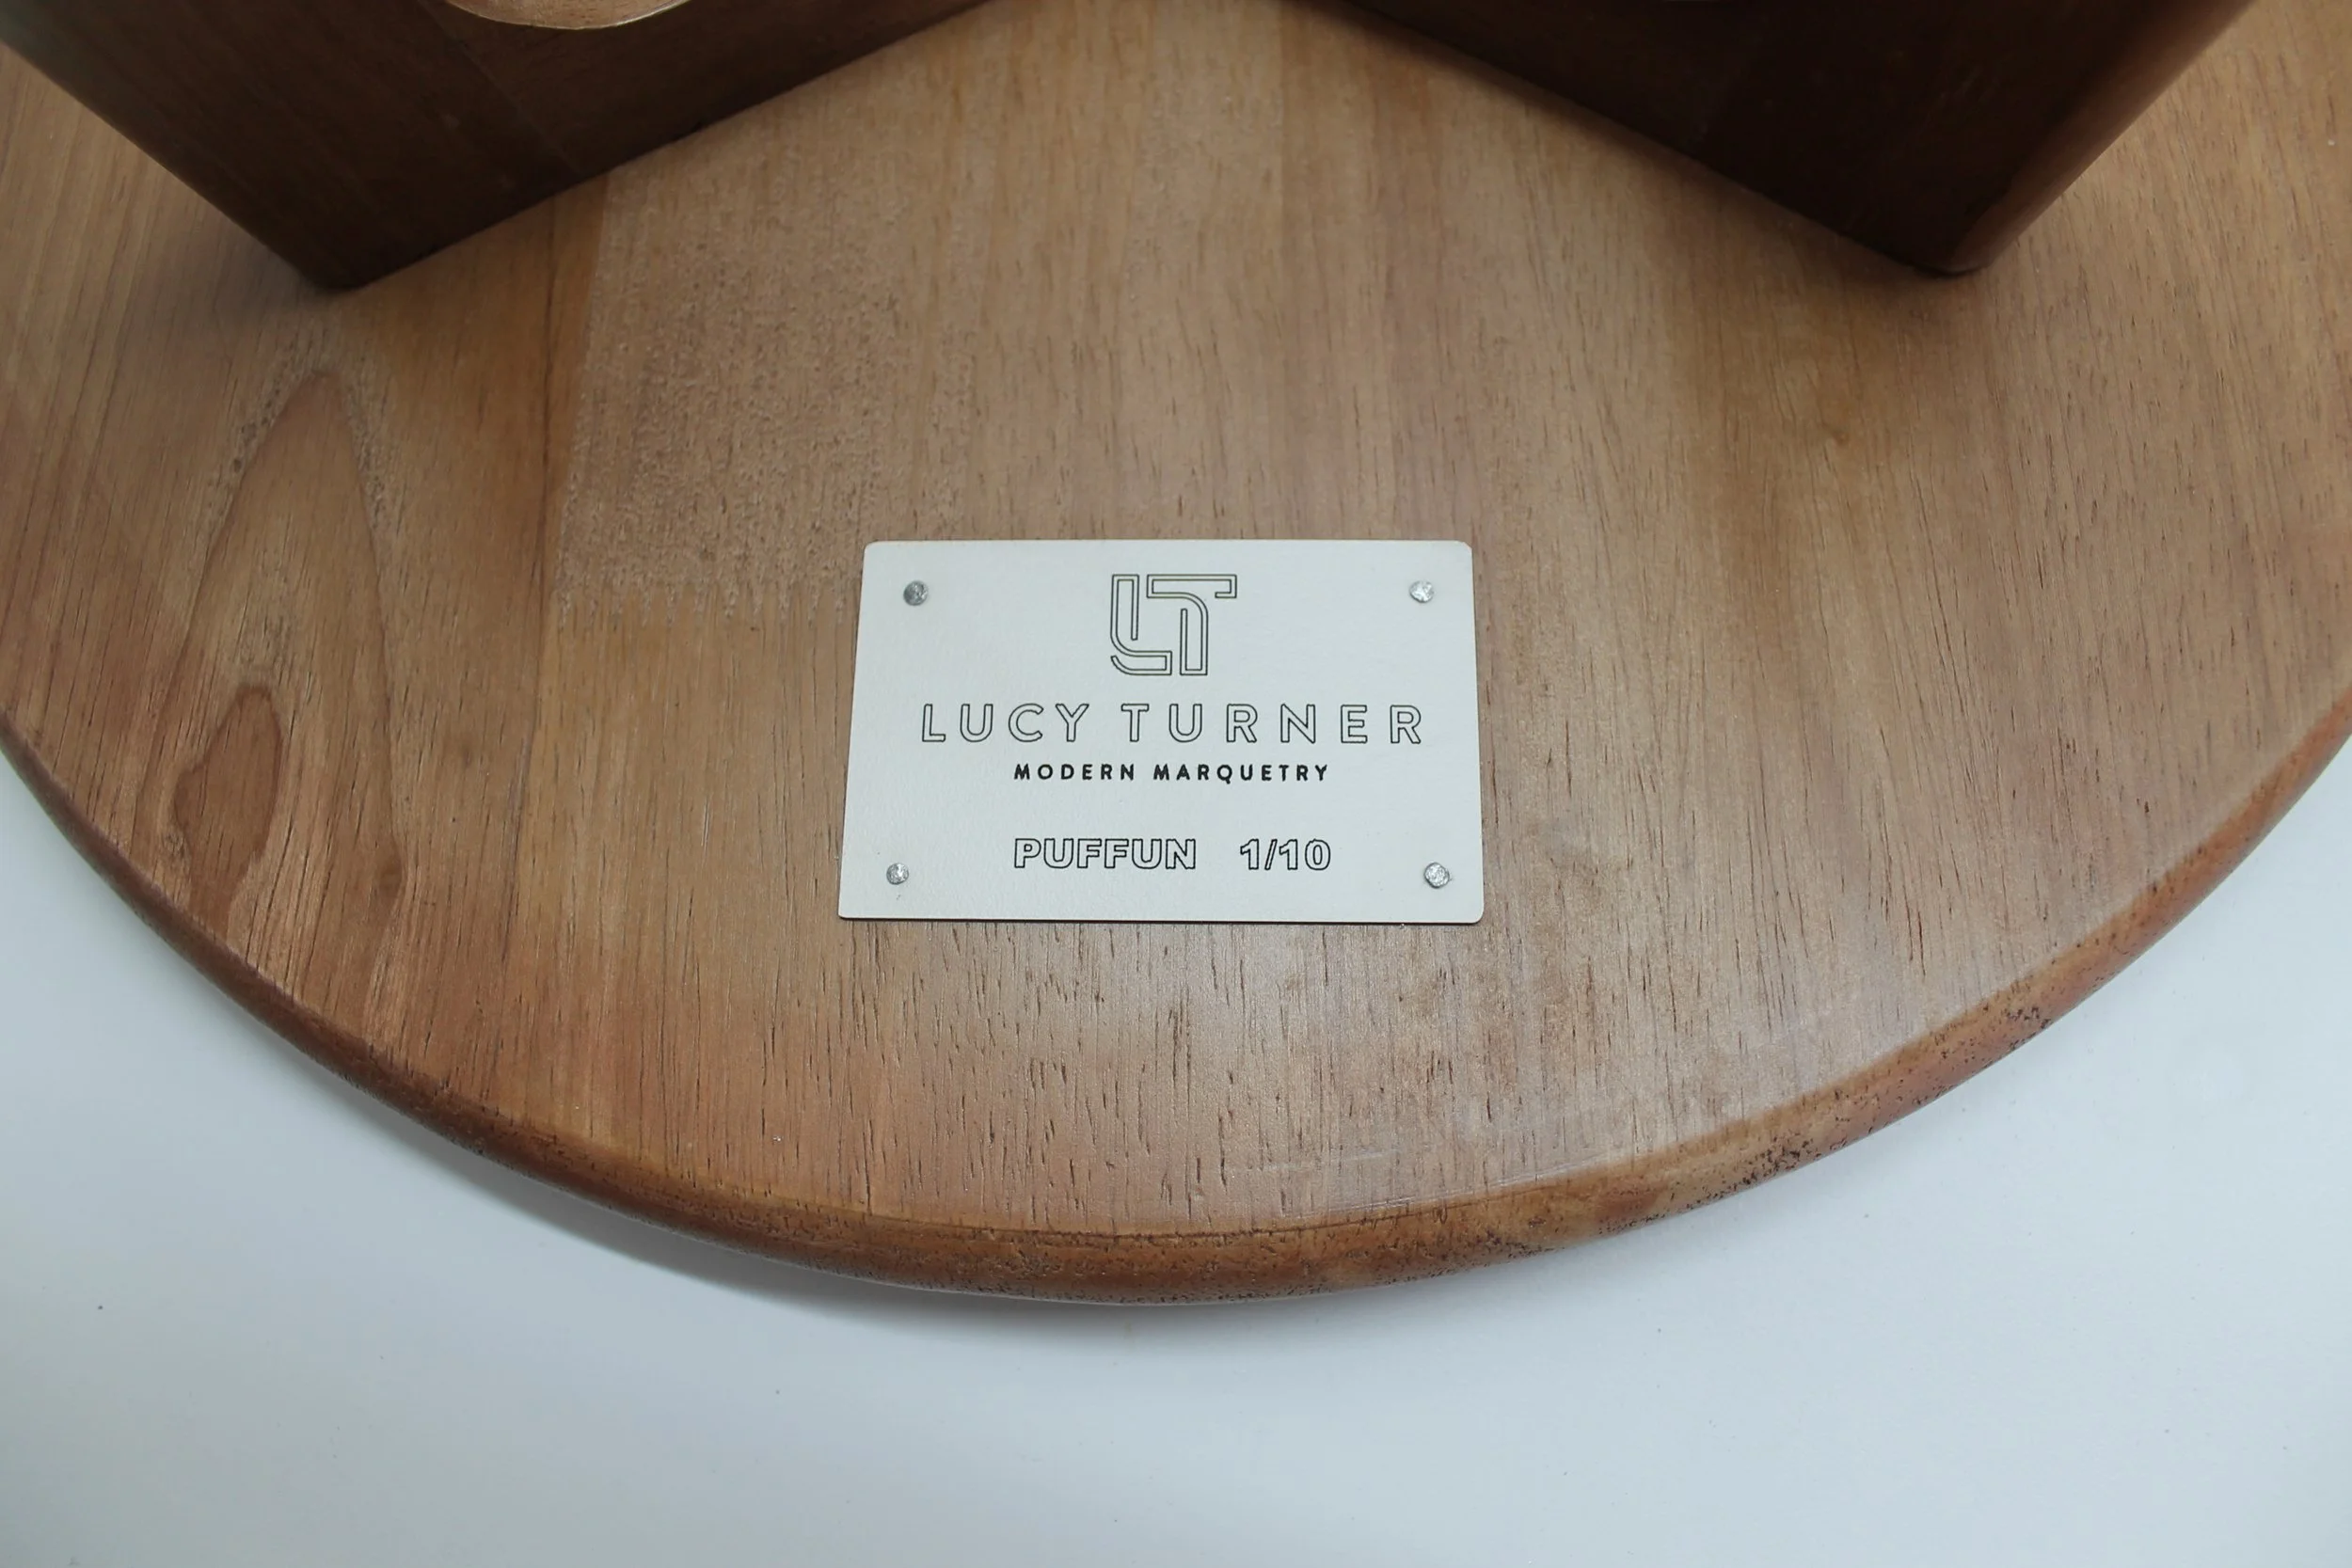 LT
LUCY TURNER
MODERN MARQUETRY
PUFFUN 1/10